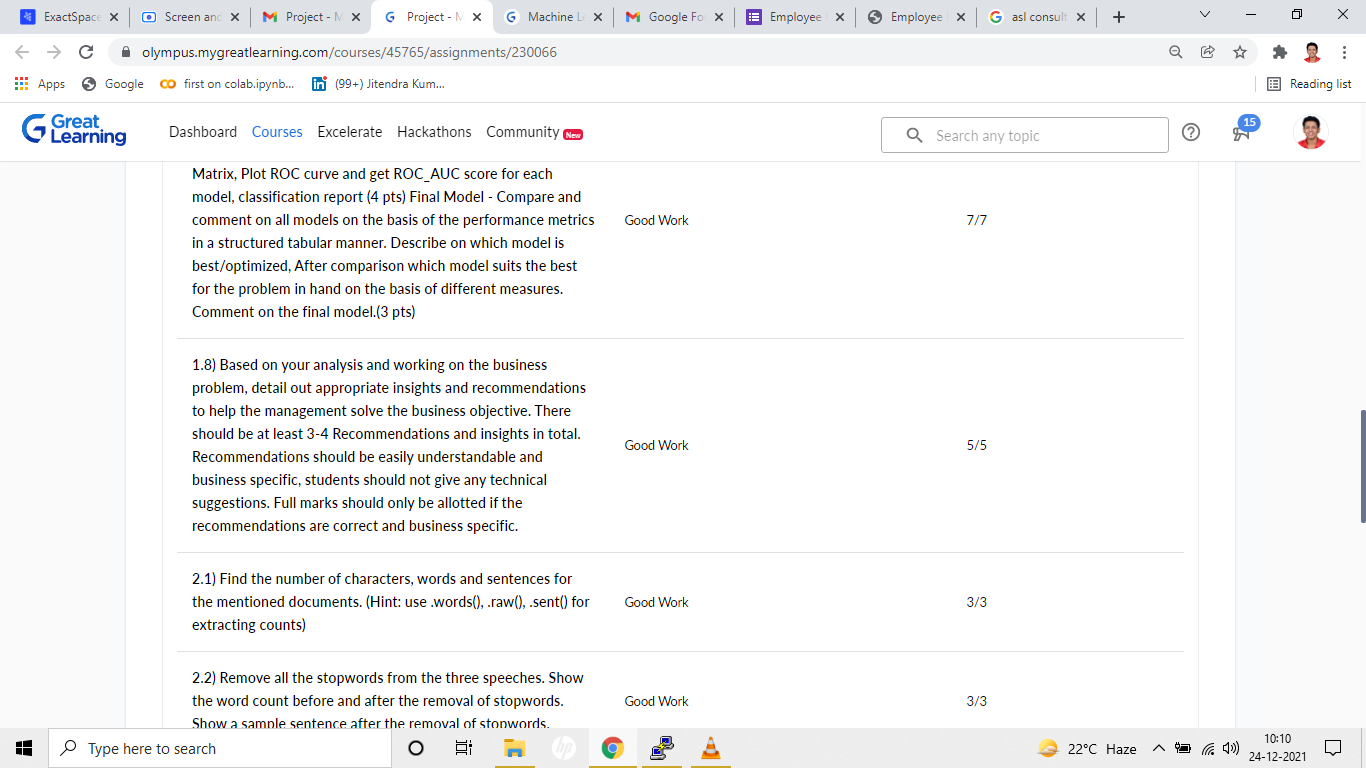 ExactSpace
Screen and
Project - M
Project - M
Machine L
Google Fo
Employee
Employee
asl consult
olympus.mygreatlearning.com/courses/45765/assignments/230066
Apps
Google
first on colab.ipynb...
(99+) Jitendra Kum...
Reading list
Great
Learning
Dashboard
Courses
Excelerate
Hackathons
Community New
Search any topic
15
Matrix, Plot ROC curve and get ROC_AUC score for each
model, classification report (4 pts) Final Model - Compare and
comment on all models on the basis of the performance metrics
in a structured tabular manner. Describe on which model is
best/optimized, After comparison which model suits the best
for the problem in hand on the basis of different measures.
Comment on the final model.(3 pts)
Good Work
7/7
1.8) Based on your analysis and working on the business
problem, detail out appropriate insights and recommendations
to help the management solve the business objective. There
should be at least 3-4 Recommendations and insights in total.
Recommendations should be easily understandable and
business specific, students should not give any technical
suggestions. Full marks should only be allotted if the
recommendations are correct and business specific.
Good Work
5/5
2.1) Find the number of characters, words and sentences for
the mentioned documents. (Hint: use .words(), .raw(), .sent() for
extracting counts)
Good Work
3/3
2.2) Remove all the stopwords from the three speeches. Show
the word count before and after the removal of stopwords.
Show a sample sentence after the removal of stopwords.
Good Work
3/3
Type here to search
hp
22°C Haze
10:10
24-12-2021